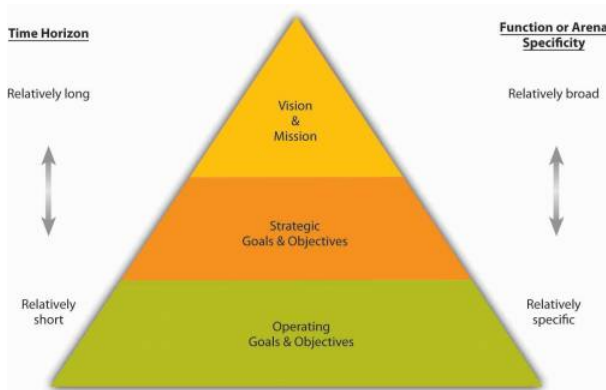 Time Horizon
Function or Arena
Specificity
Relatively long
Relatively broad
Vision
&
Mission
Strategic
Goals & Objectives
Relatively
short
Relatively
specific
Operating
Goals & Objectives